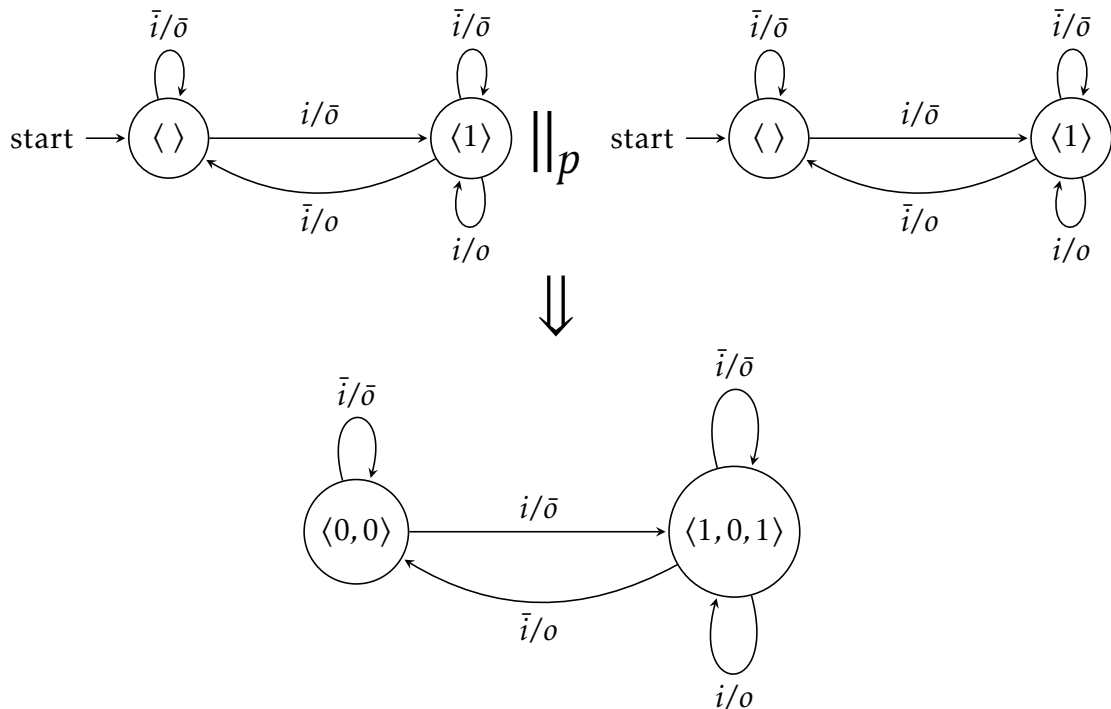 i̅/o̅ i̅/o̅ i̅/o̅ i̅/o̅
start ⟨ ⟩ i/o̅ ⟨1⟩ ||p start ⟨ ⟩ i/o̅ ⟨1⟩
i̅/o i̅/o
i/o i/o
⇓
i̅/o̅ i̅/o̅
⟨0,0⟩ i/o̅ ⟨1,0,1⟩
i̅/o
i/o